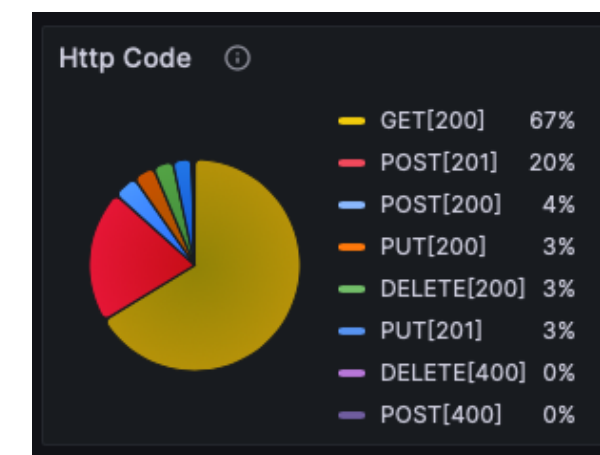 Http Code
GET[200] 67%
POST[201] 20%
POST[200] 4%
PUT[200] 3%
DELETE[200] 3%
PUT[201] 3%
DELETE[400] 0%
POST[400] 0%